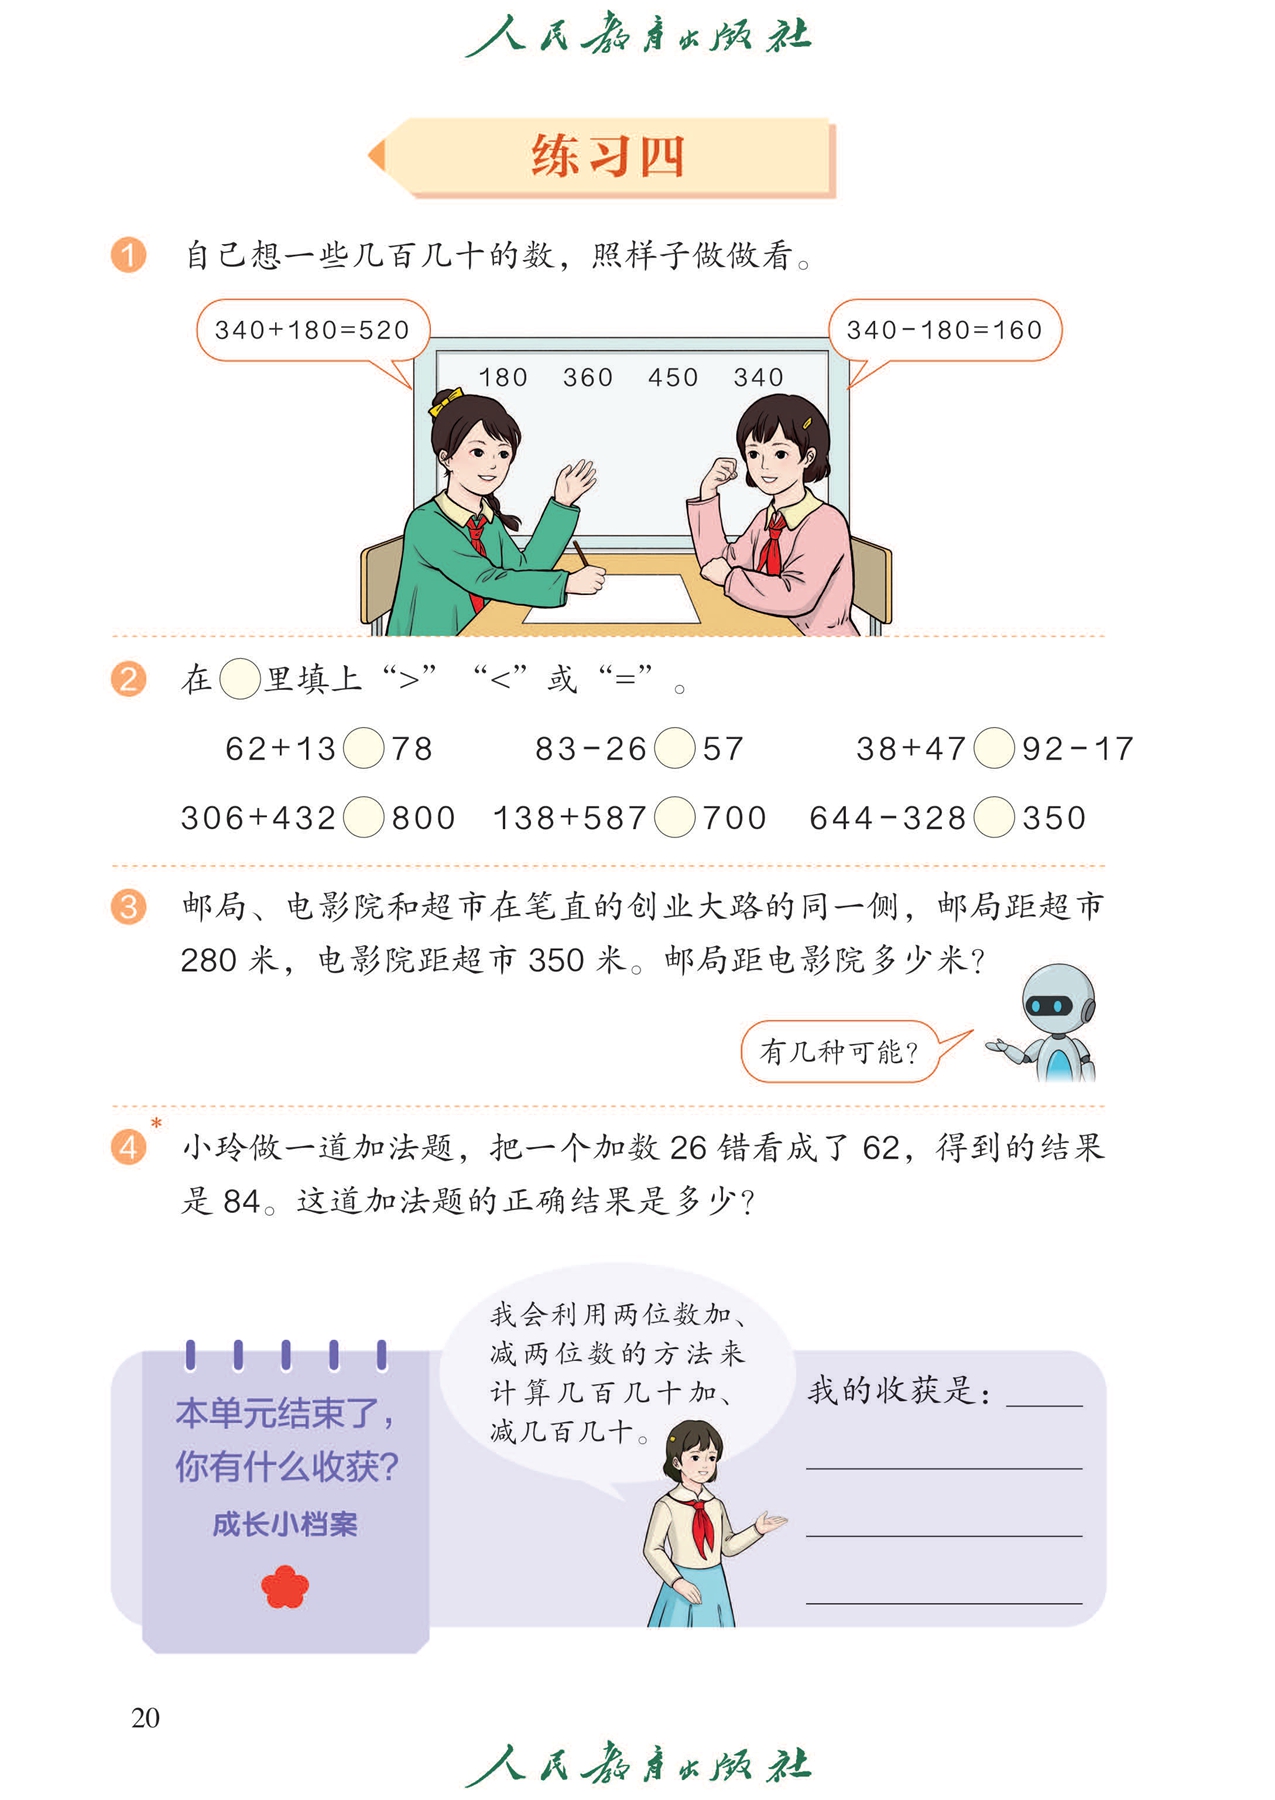 人民教育出版社
练习四
1 自己想一些几百几十的数，照样子做做看。
340+180=520
340-180=160
180 360 450 340
2 在○里填上“>”“<”或“=”。
62+13○78 83-26○57 38+47○92-17
306+432○800 138+587○700 644-328○350
3 邮局、电影院和超市在笔直的创业大路的同一侧，邮局距超市
280 米，电影院距超市 350 米。邮局距电影院多少米？
有几种可能？
4* 小玲做一道加法题，把一个加数 26 错看成了 62，得到的结果
是 84。这道加法题的正确结果是多少？
本单元结束了，
你有什么收获？
成长小档案
我会利用两位数加、
减两位数的方法来
计算几百几十加、
减几百几十。
我的收获是：
20
人民教育出版社